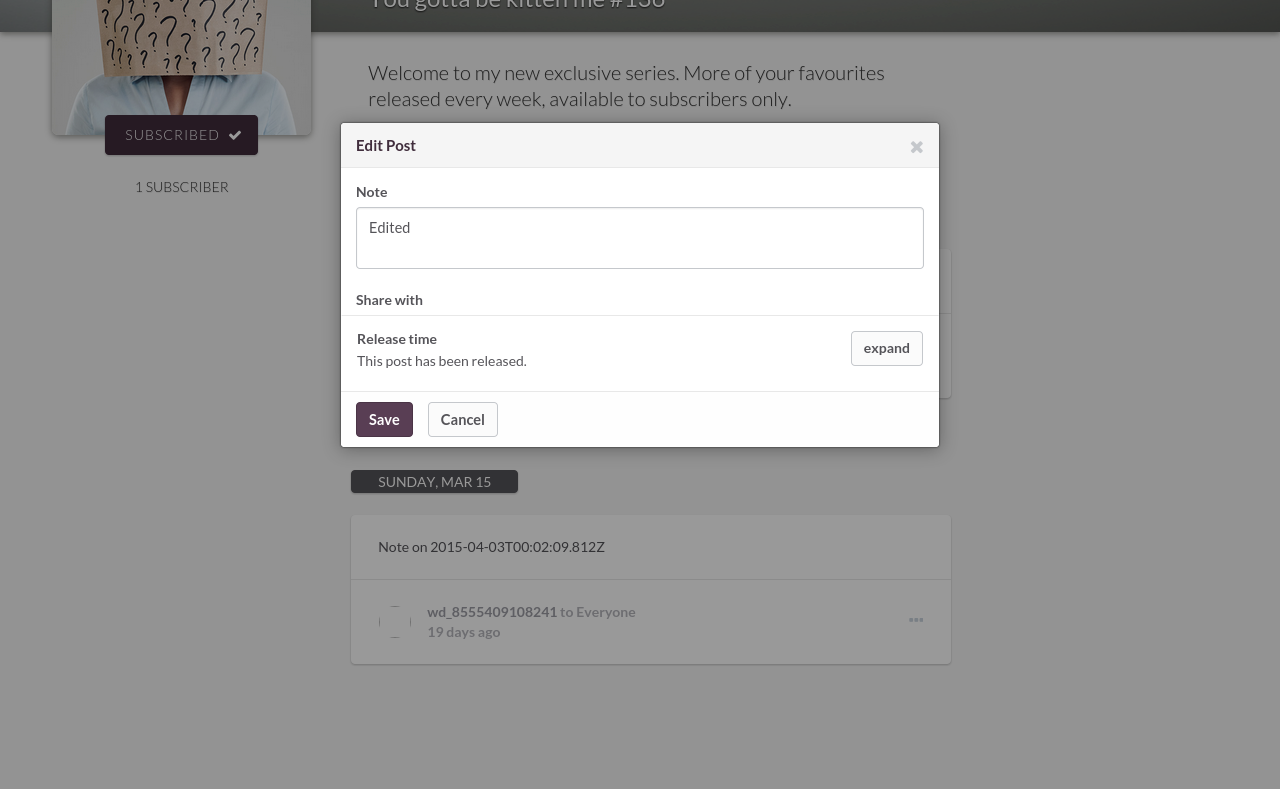 You gotta be kitten me #136
Welcome to my new exclusive series. More of your favourites
released every week, available to subscribers only.
SUBSCRIBED
1 SUBSCRIBER
Edit Post
Note
Edited
Share with
Release time
This post has been released.
expand
Save
Cancel
SUNDAY, MAR 15
Note on 2015-04-03T00:02:09.812Z
wd_8555409108241 to Everyone
19 days ago